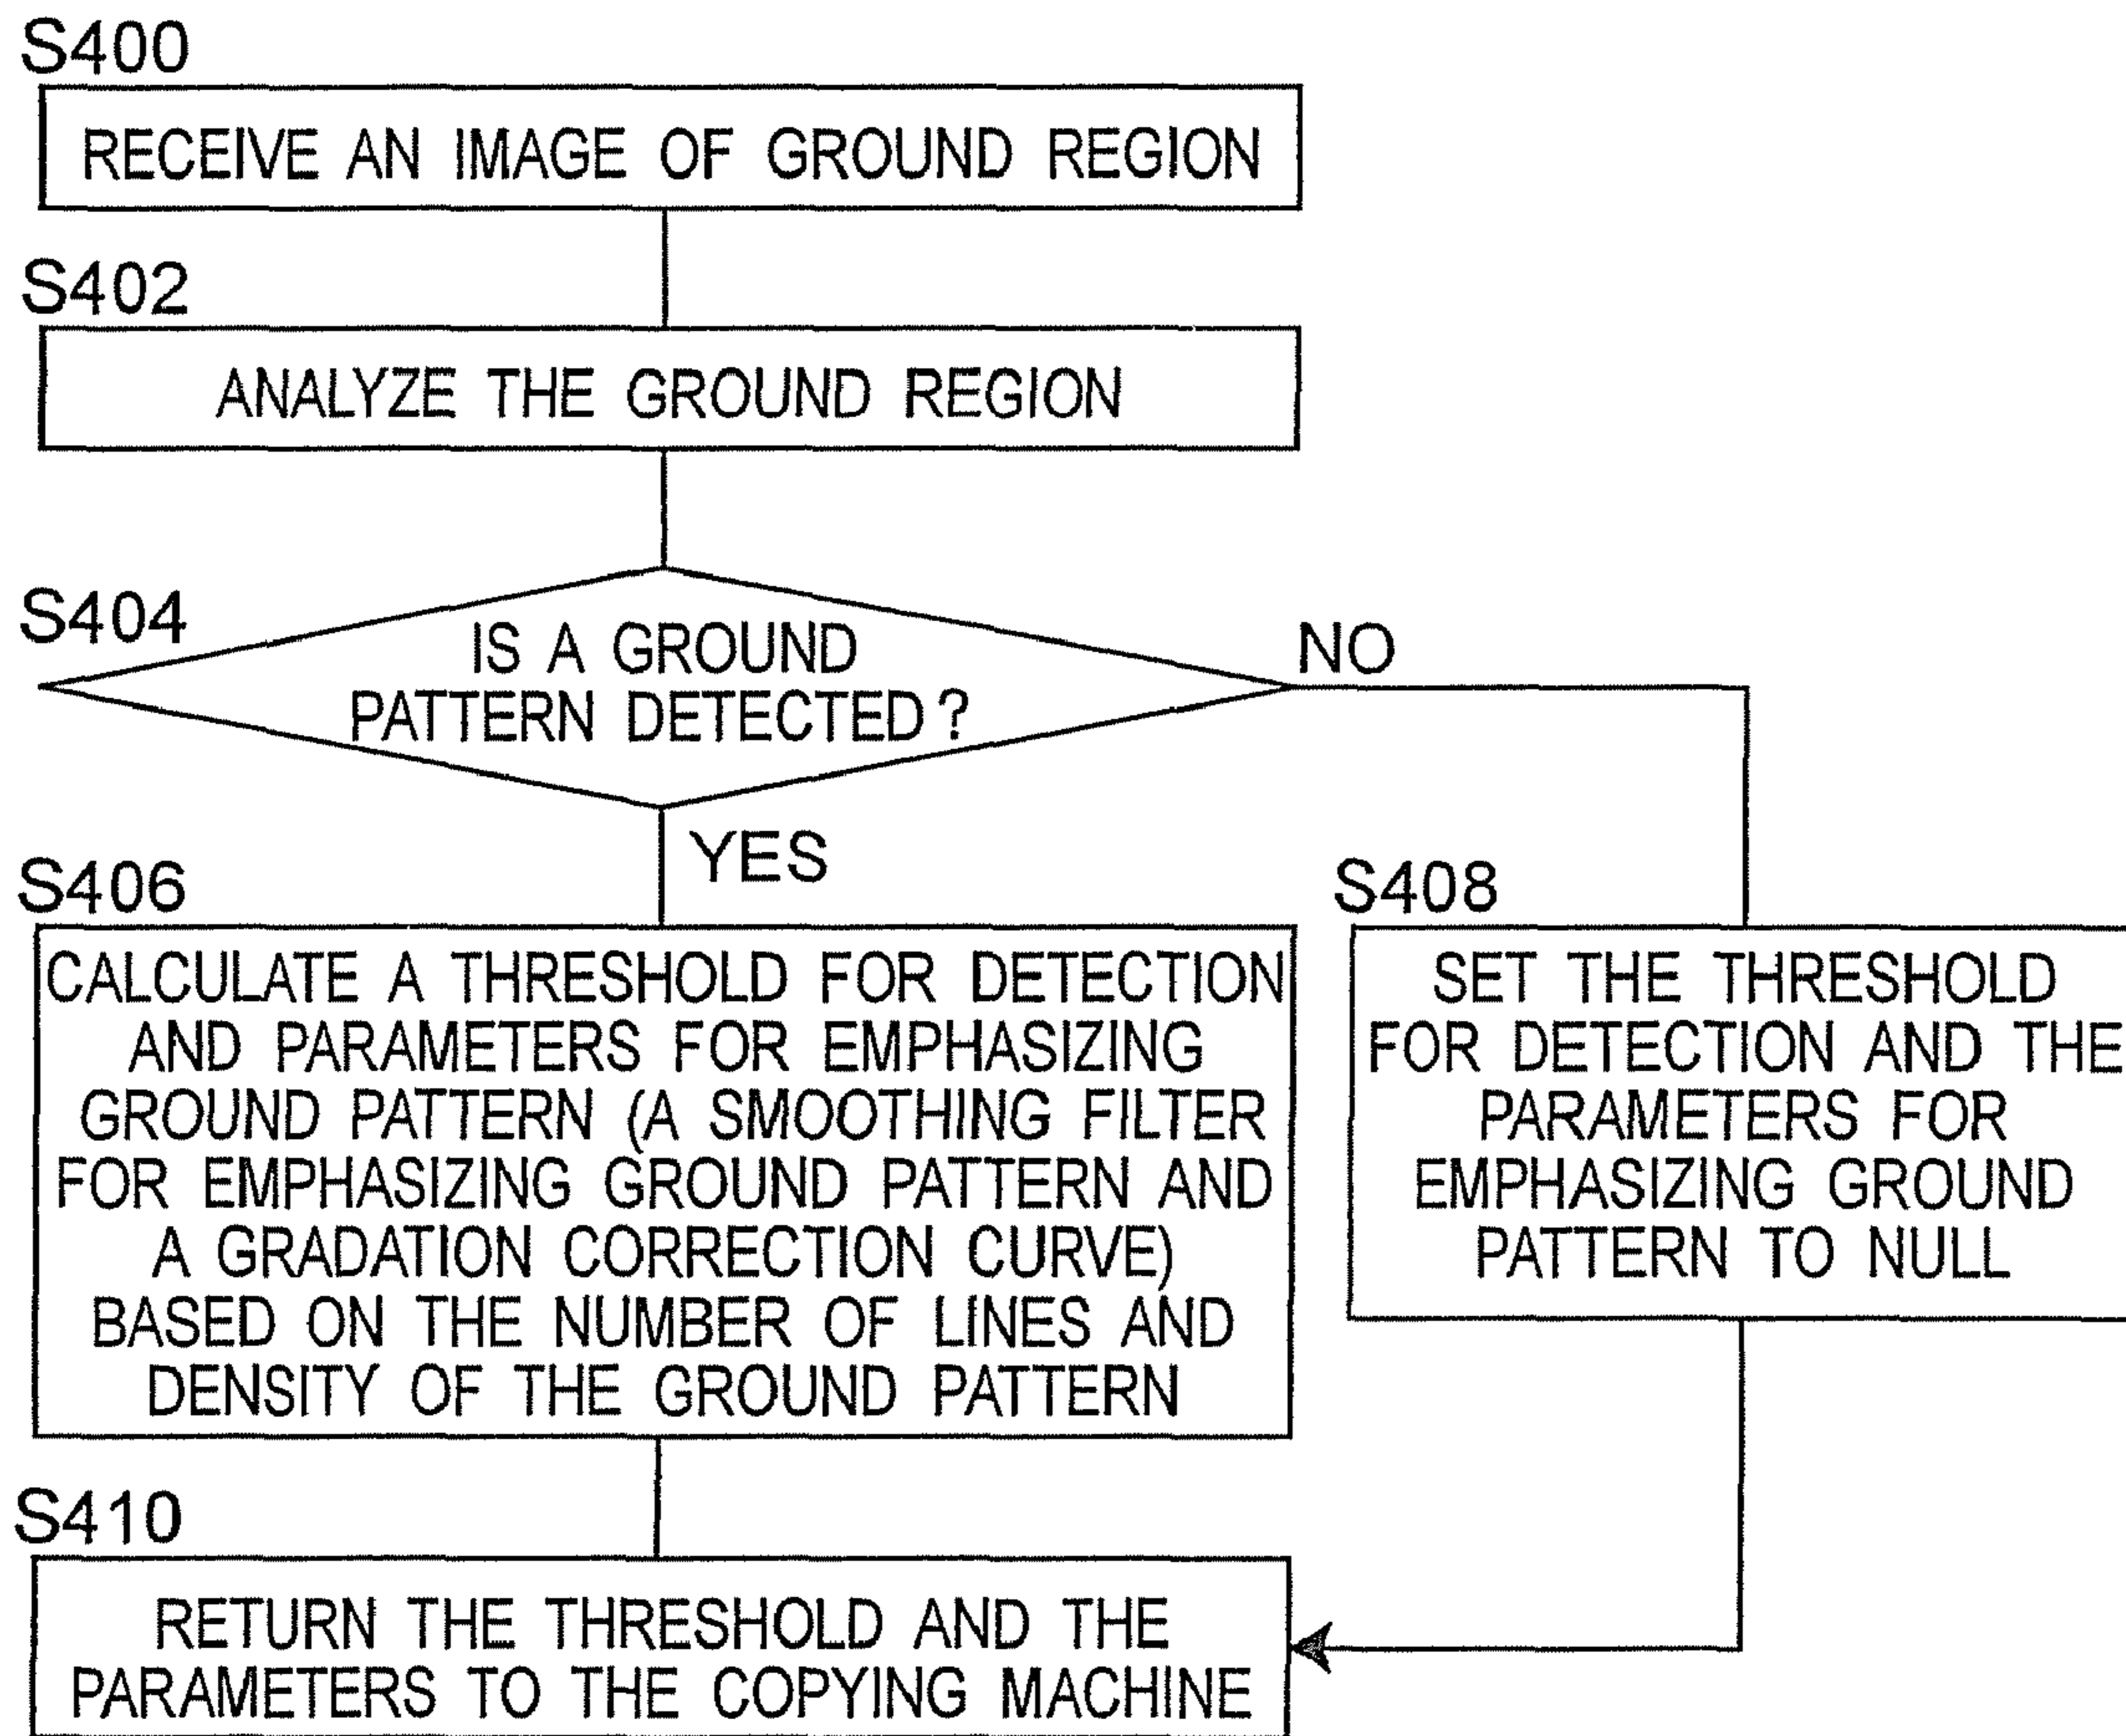 S400
RECEIVE AN IMAGE OF GROUND REGION
S402
ANALYZE THE GROUND REGION
S404
IS A GROUND
PATTERN DETECTED?
NO
YES
S406
CALCULATE A THRESHOLD FOR DETECTION
AND PARAMETERS FOR EMPHASIZING
GROUND PATTERN (A SMOOTHING FILTER
FOR EMPHASIZING GROUND PATTERN AND
A GRADATION CORRECTION CURVE)
BASED ON THE NUMBER OF LINES AND
DENSITY OF THE GROUND PATTERN
S408
SET THE THRESHOLD
FOR DETECTION AND THE
PARAMETERS FOR
EMPHASIZING GROUND
PATTERN TO NULL
S410
RETURN THE THRESHOLD AND THE
PARAMETERS TO THE COPYING MACHINE